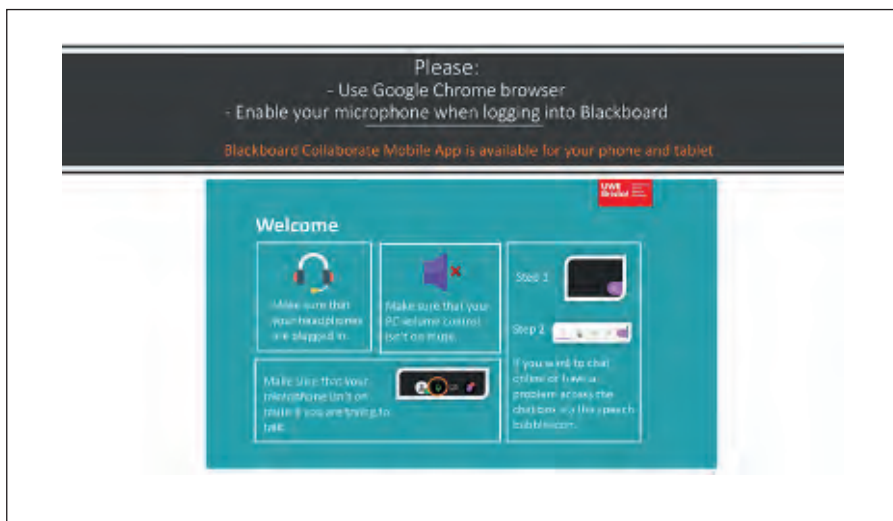 Please:
- Use Google Chrome browser
- Enable your microphone when logging into Blackboard
Blackboard Collaborate Mobile App is available for your phone and tablet
UWE
Bristol
Welcome
Make sure that
your headphones
are plugged in.
Make sure that your
PC volume control
isn't on mute.
Make sure that your
microphone isn't on
mute if you are trying to
talk.
Step 1
Step 2
If you want to chat
online or have a
problem access the
chat box via the speech
bubble icon.